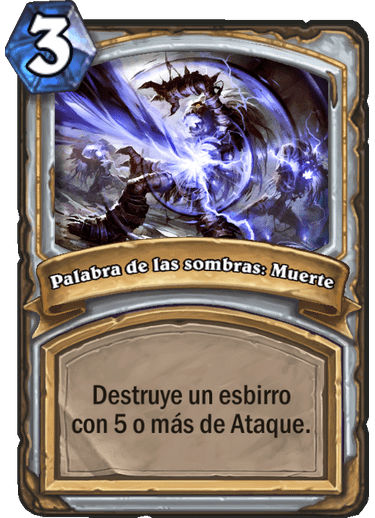 3
Palabra de las sombras: Muerte
Destruye un esbirro
con 5 o más de Ataque.